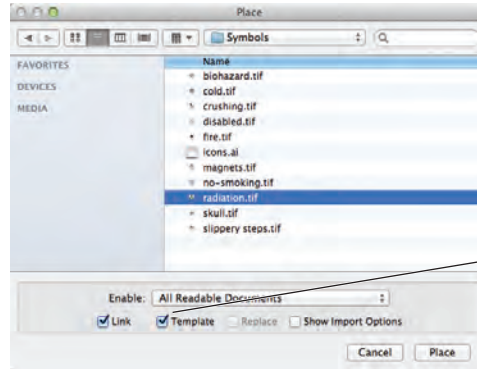 Place
Symbols
FAVORITES
DEVICES
MEDIA
Name
biohazard.tif
cold.tif
crushing.tif
disabled.tif
fire.tif
icons.ai
magnets.tif
no-smoking.tif
radiation.tif
skull.tif
slippery steps.tif
Enable: All Readable Documents
Link Template Replace Show Import Options
Cancel Place